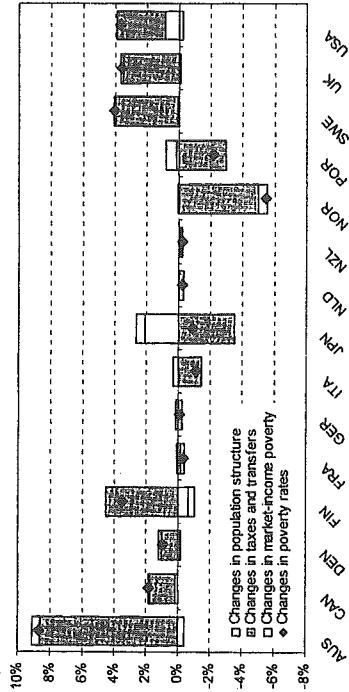 10%
8%
6%
4%
2%
0%
-2%
-4%
-6%
-8%
Changes in population structure
Changes in taxes and transfers
Changes in market-income poverty
Changes in poverty rates
AUS CAN DEN FIN FRA GER ITA JPN NLD NZL NOR POR SWE UK USA